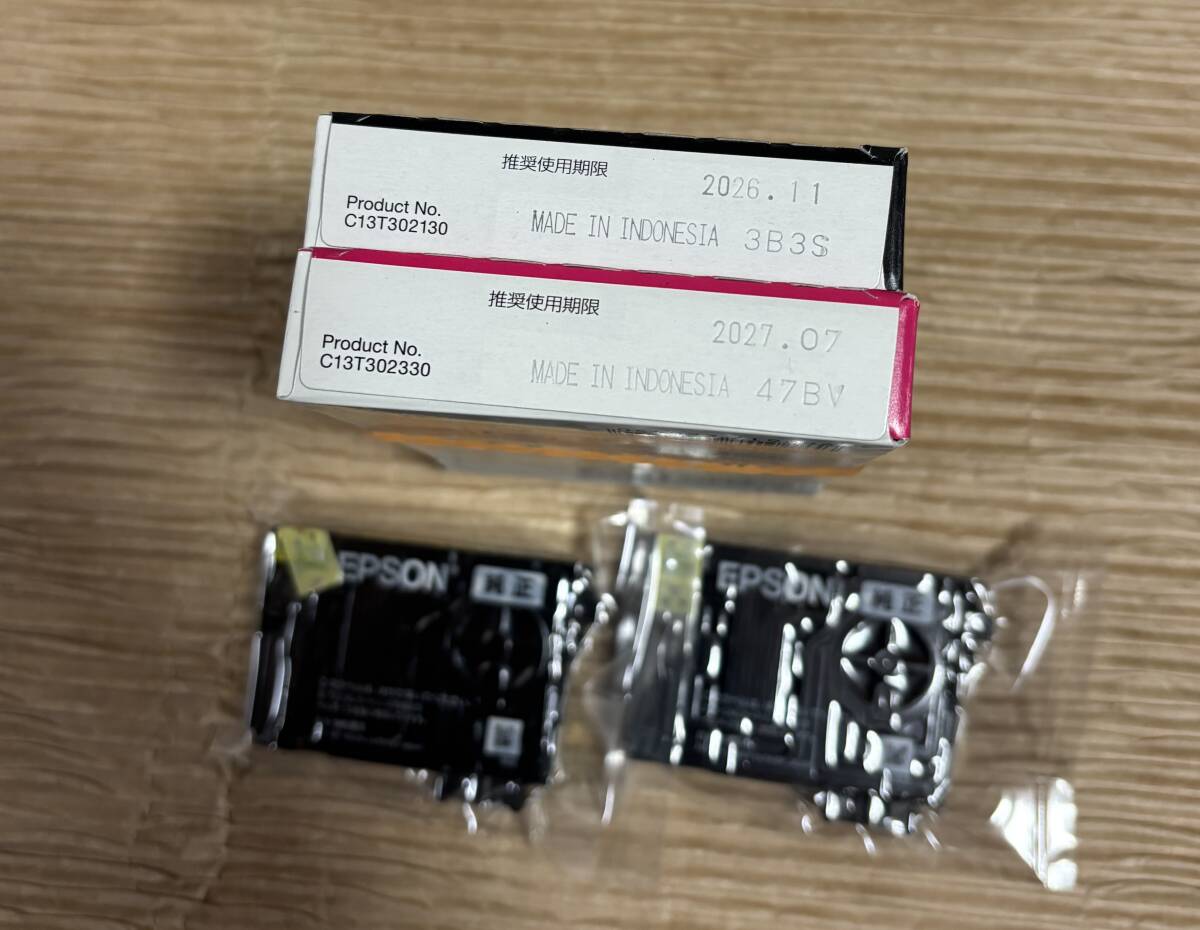 推奨使用期限
2026.11
Product No.
C13T302130
MADE IN INDONESIA 3B3S
推奨使用期限
2027.07
Product No.
C13T302330
MADE IN INDONESIA 47BV
EPSON 純正
EPSON 純正